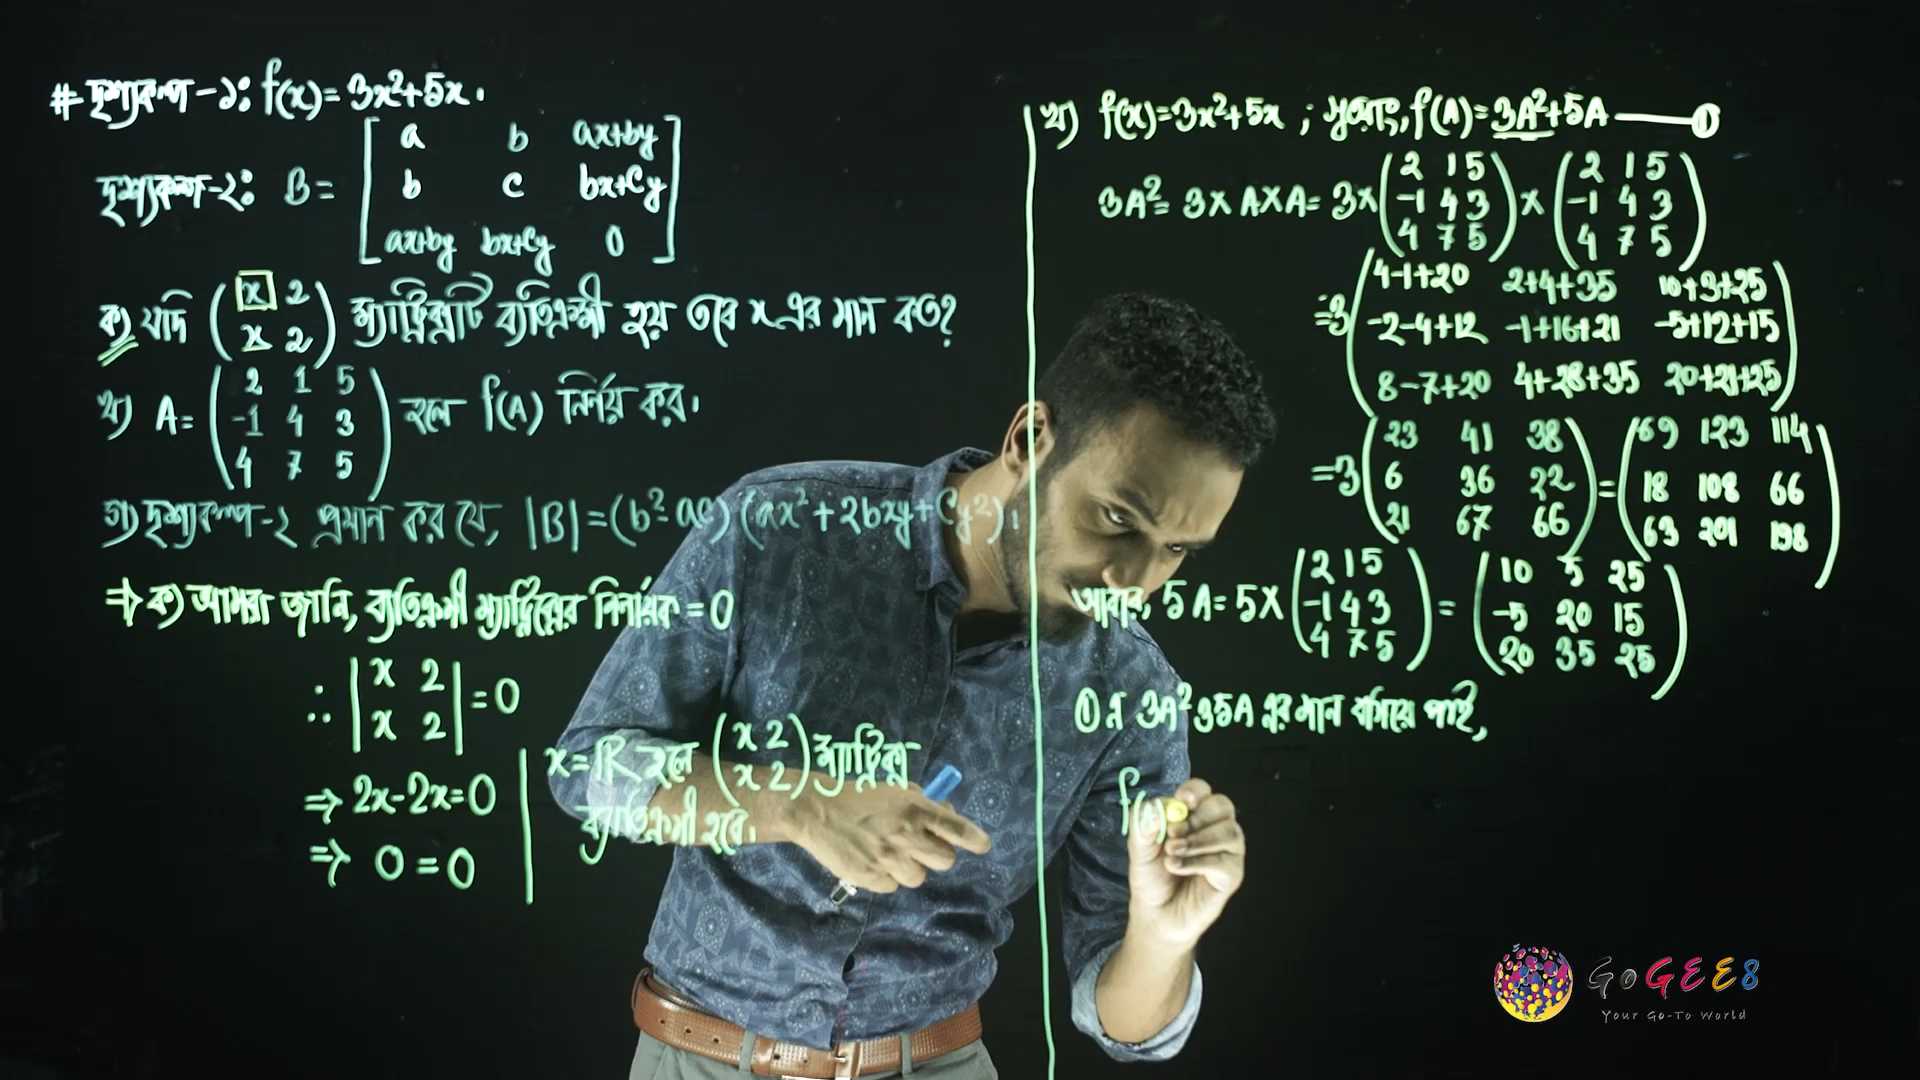 # দৃশ্যকল্প-১: f(x) = 3x²+5x.
দৃশ্যকল্প-২: B = [ a b ax+by
b c bx+cy
ax+by bx+cy 0 ]
ক) যদি ( x 2
x 2 ) ম্যাট্রিক্সটি ব্যতিক্রমী হয় তবে x এর মান কত?
খ) A = ( 2 1 5
-1 4 3
4 7 5 ) হলে f(A) নির্ণয় কর।
গ) দৃশ্যকল্প-২ প্রমান কর যে, |B| = (b²-ac) (ax²+2bxy+cy²)।
⇒ ক) আমরা জানি, ব্যতিক্রমী ম্যাট্রিক্সের নির্ণায়ক = 0
∴ | x 2
x 2 | = 0
⇒ 2x-2x=0
⇒ 0 = 0
x = ℝ হলে ( x 2
x 2 ) ম্যাট্রিক্স
ব্যতিক্রমী হবে।
খ) f(x)=3x²+5x ; সুতরাং, f(A)=3A²+5A ——— ①
3A² = 3×A×A = 3× ( 2 1 5
-1 4 3
4 7 5 ) × ( 2 1 5
-1 4 3
4 7 5 )
=3 ( 4-1+20 2+4+35 10+3+25
-2-4+12 -1+16+21 -5+12+15
8-7+20 4+28+35 20+21+25 )
=3 ( 23 41 38
6 36 22
21 67 66 ) = ( 69 123 114
18 108 66
63 201 198 )
আবার, 5A = 5× ( 2 1 5
-1 4 3
4 7 5 ) = ( 10 5 25
-5 20 15
20 35 25 )
① এ 3A² ও 5A এর মান বসিয়ে পাই,
f(A)
GOGEE8
Your Go-To World